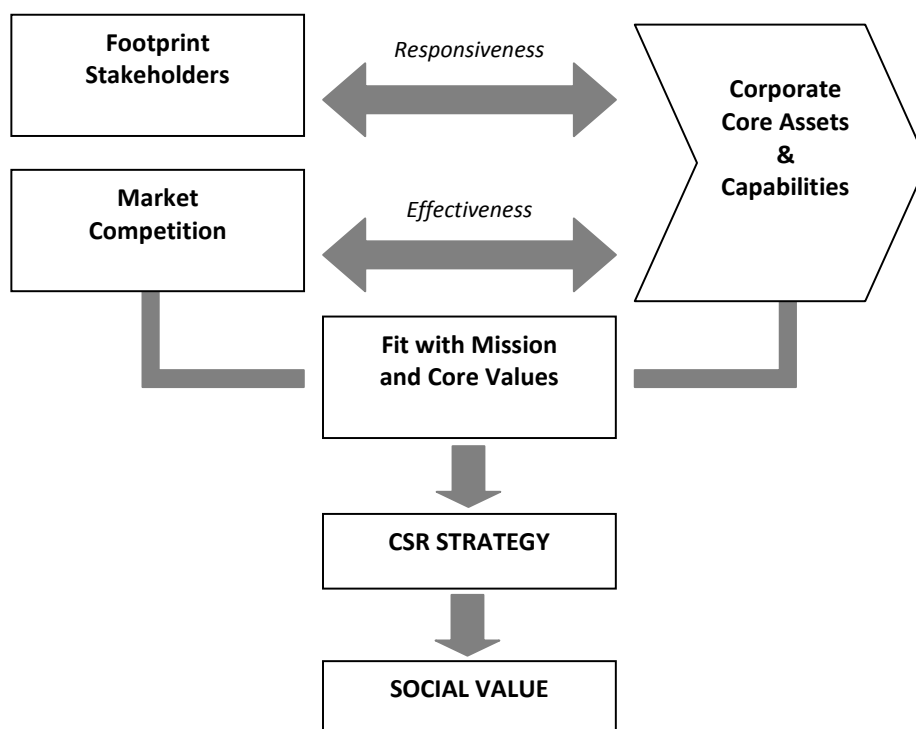 Footprint
Stakeholders
Responsiveness
Corporate
Core Assets
&
Capabilities
Market
Competition
Effectiveness
Fit with Mission
and Core Values
CSR STRATEGY
SOCIAL VALUE